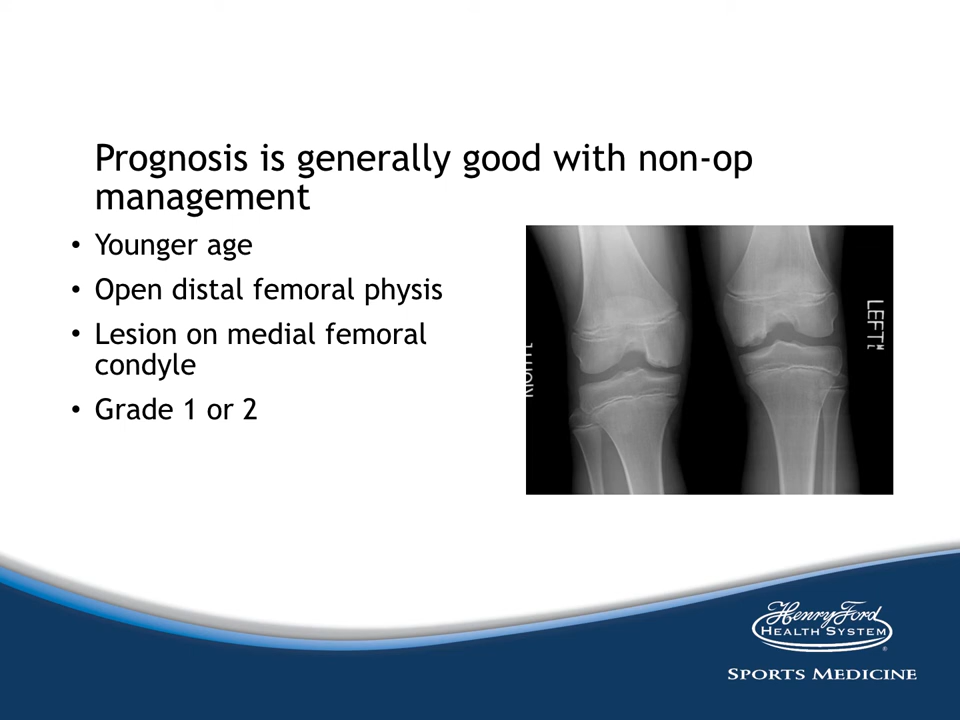 Prognosis is generally good with non-op
management
• Younger age
• Open distal femoral physis
• Lesion on medial femoral
condyle
• Grade 1 or 2
LEFT
Henry Ford
HEALTH SYSTEM
®
SPORTS MEDICINE